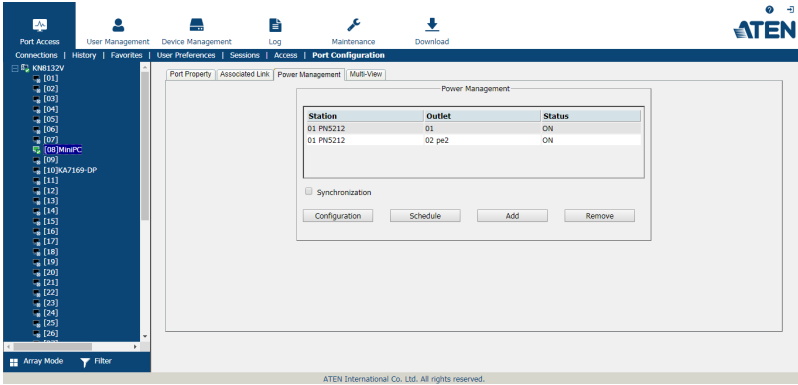 ATEN
Port Access User Management Device Management Log Maintenance Download
Connections | History | Favorites | User Preferences | Sessions | Access | Port Configuration
KN8132V
[01]
[02]
[03]
[04]
[05]
[06]
[07]
[08]MiniPC
[09]
[10]KA7169-DP
[11]
[12]
[13]
[14]
[15]
[16]
[17]
[18]
[19]
[20]
[21]
[22]
[23]
[24]
[25]
[26]
Array Mode Filter
Port Property Associated Link Power Management Multi-View
Power Management
Station Outlet Status
01 PN5212 01 ON
01 PN5212 02 pe2 ON
Synchronization
Configuration Schedule Add Remove
ATEN International Co. Ltd. All rights reserved.